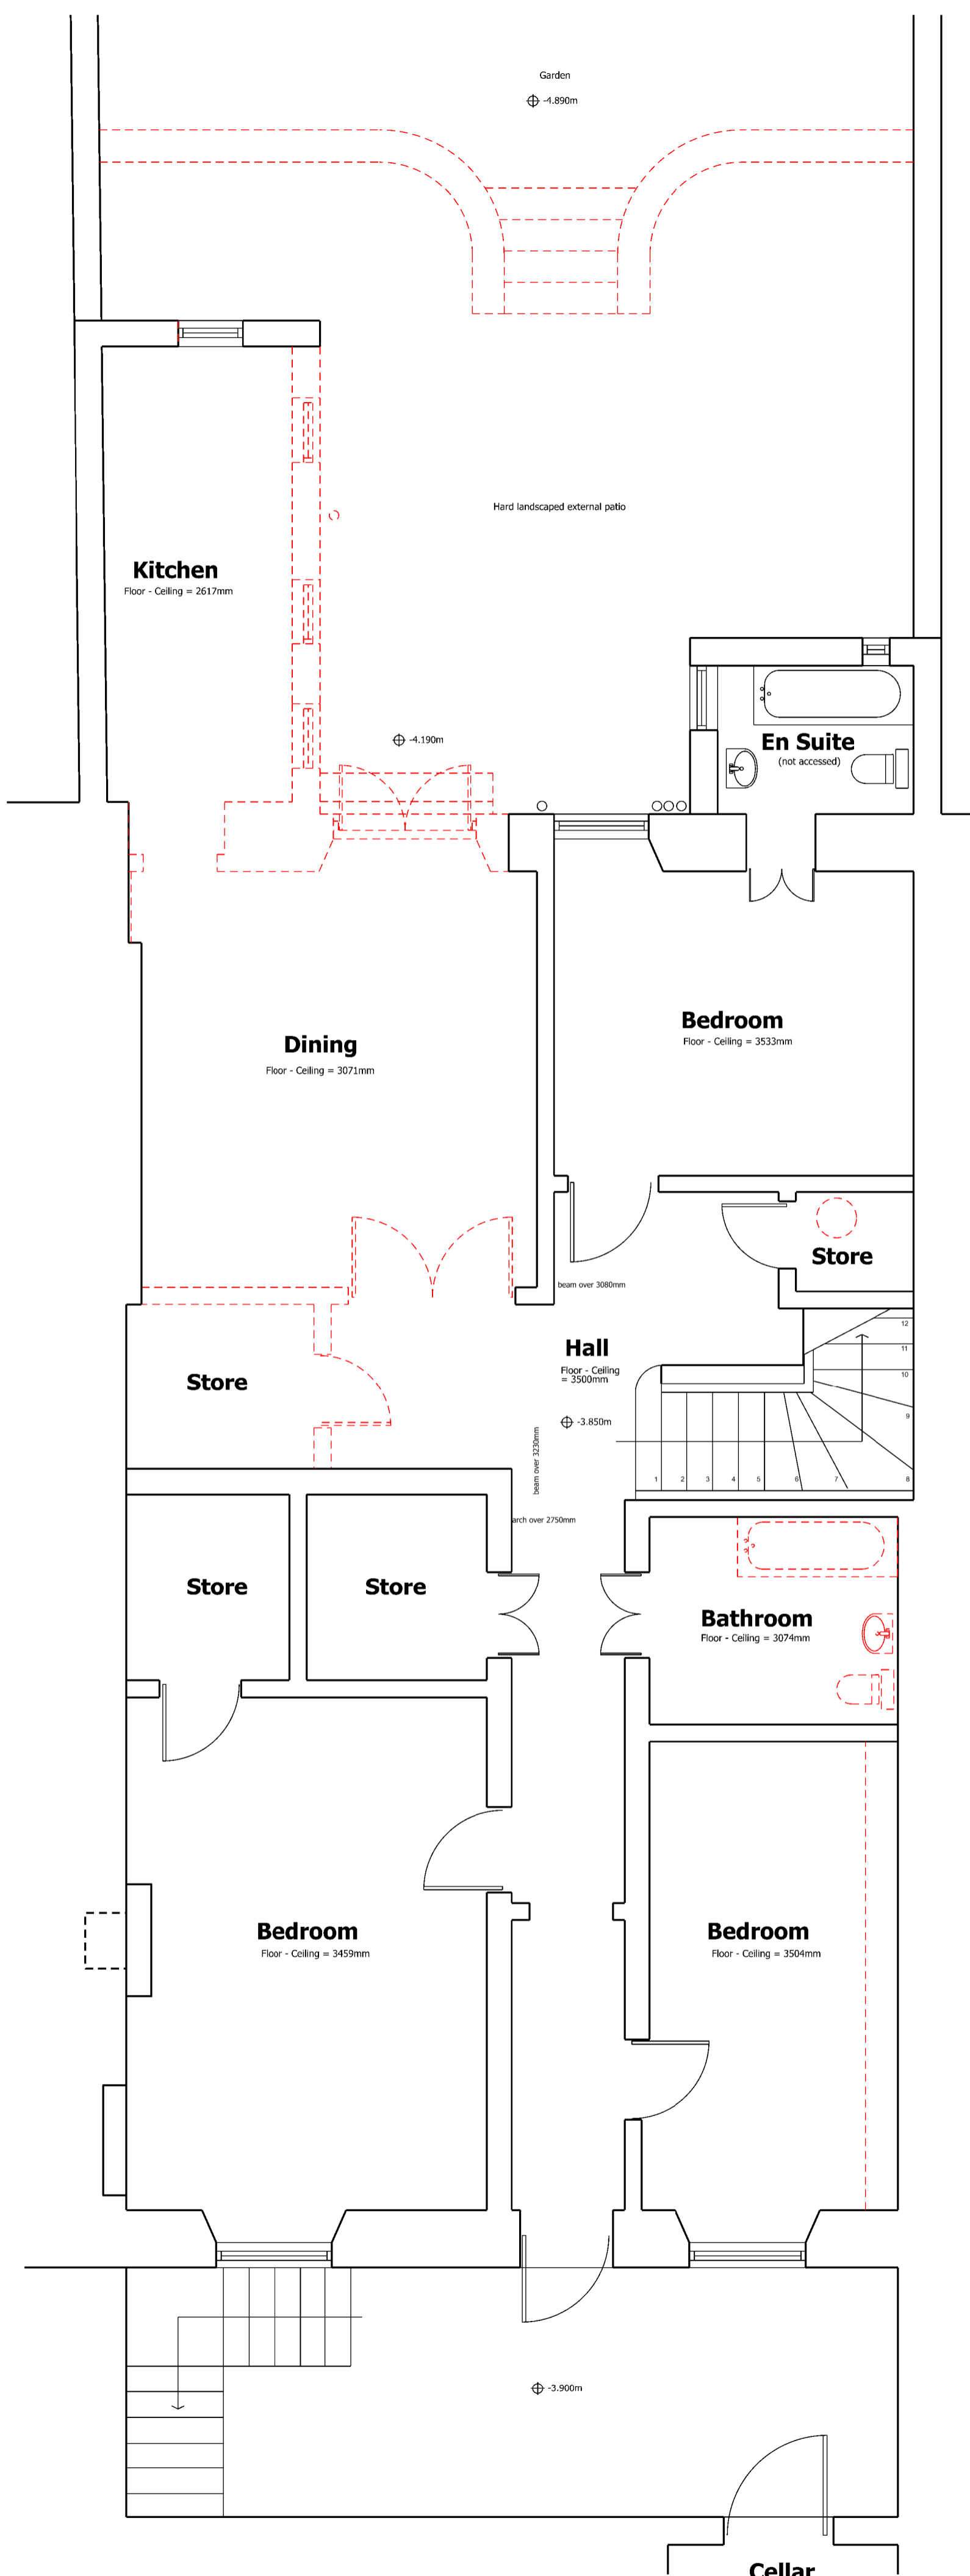 Garden
-4.890m
Hard landscaped external patio
Kitchen
Floor - Ceiling = 2617mm
-4.190m
En Suite
(not accessed)
Bedroom
Floor - Ceiling = 3533mm
Dining
Floor - Ceiling = 3071mm
Store
beam over 3080mm
Hall
Floor - Ceiling
= 3500mm
-3.850m
12
11
10
9
8
7
6
5
4
3
2
1
Store
beam over 3230mm
arch over 2750mm
Store
Store
Bathroom
Floor - Ceiling = 3074mm
Bedroom
Floor - Ceiling = 3459mm
Bedroom
Floor - Ceiling = 3504mm
-3.900m
Cellar